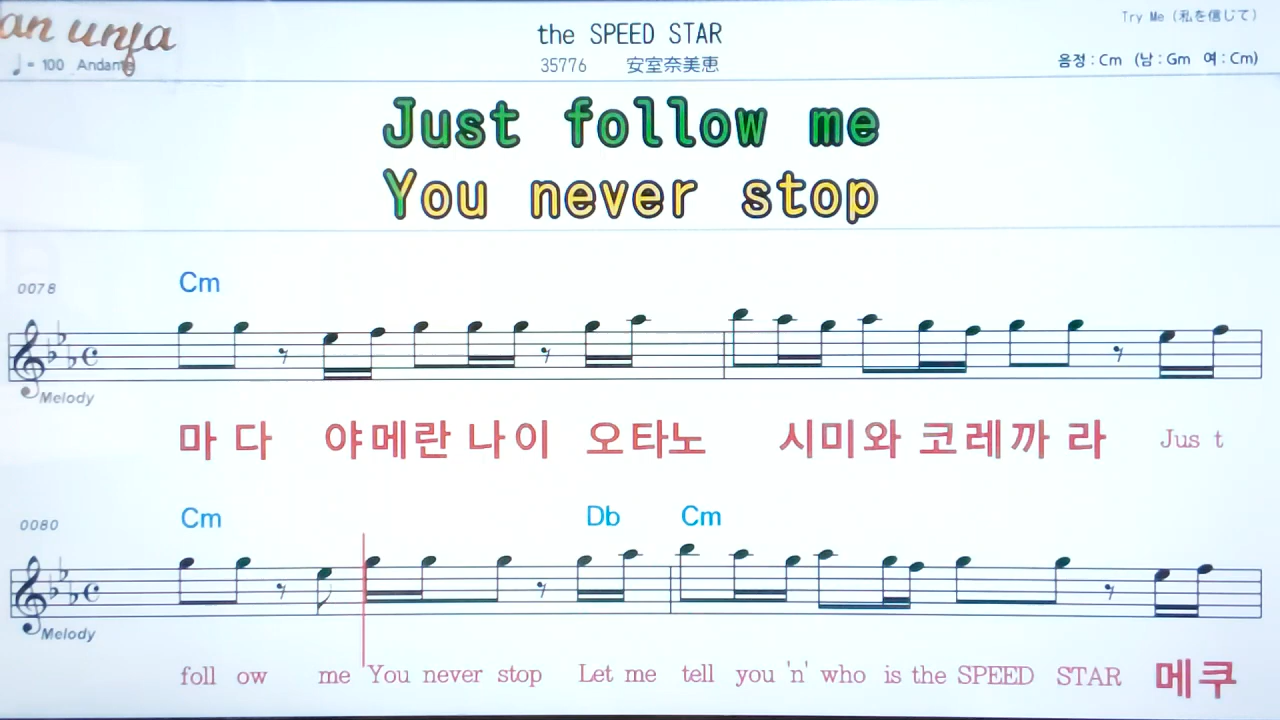 an unfa
the SPEED STAR
Try Me (私を信じて)
♩ = 100 Andante
35776 安室奈美恵
음정 : Cm (남 : Gm 여 : Cm)
Just follow me
You never stop
Cm
0078
Melody
마 다 야메란 나이 오타노 시미와 코레까 라 Jus t
Cm Db Cm
0080
Melody
foll ow me You never stop Let me tell you 'n' who is the SPEED STAR 메쿠